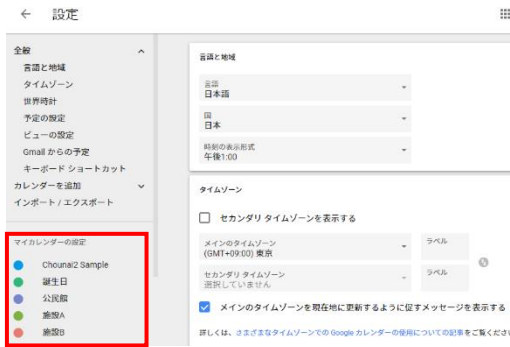 ← 設定
全般
言語と地域
タイムゾーン
世界時計
予定の設定
ビューの設定
Gmail からの予定
キーボード ショートカット
カレンダーを追加
インポート / エクスポート
マイカレンダーの設定
Chounai2 Sample
誕生日
公民館
施設A
施設B
言語と地域
言語
日本語
国
日本
時刻の表示形式
午後1:00
タイムゾーン
セカンダリ タイムゾーンを表示する
メインのタイムゾーン
(GMT+09:00) 東京
ラベル
セカンダリ タイムゾーン
選択していません
ラベル
メインのタイムゾーンを現在地に更新するように促すメッセージを表示する
詳しくは、さまざまなタイムゾーンでの Google カレンダーの使用についての記事をご覧くださ